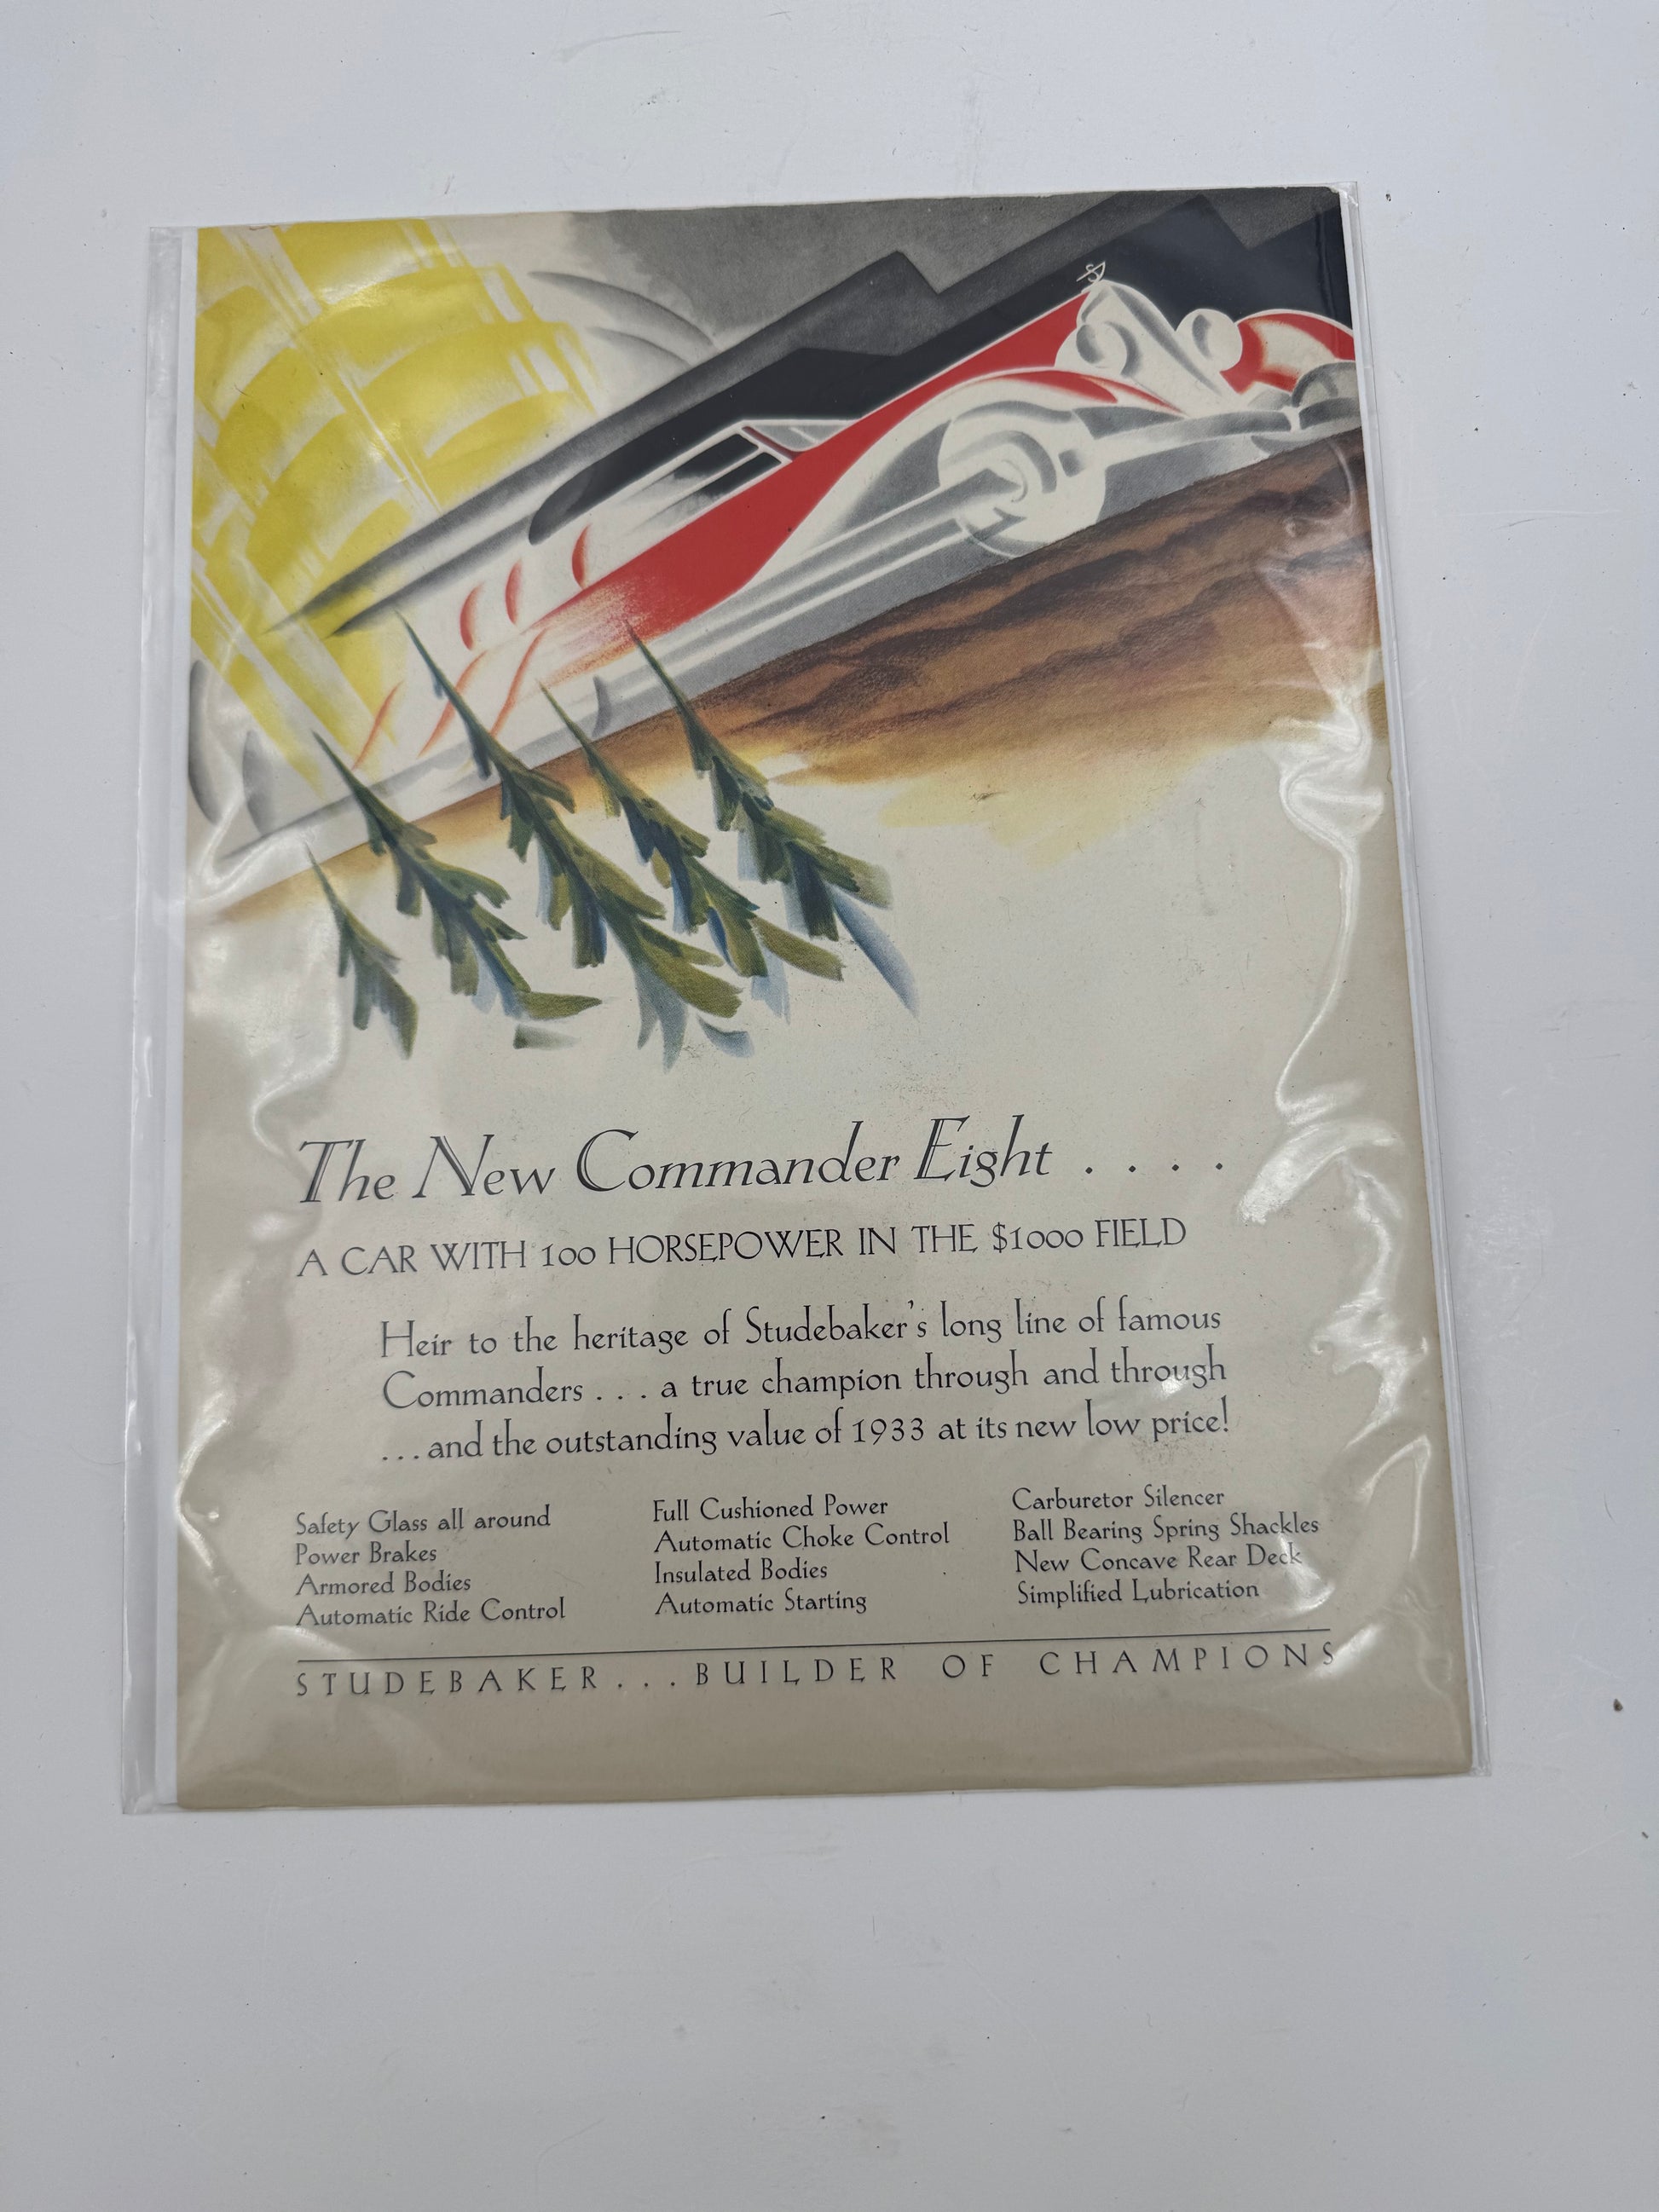 The New Commander Eight . . . .
A CAR WITH 100 HORSEPOWER IN THE $1000 FIELD
Heir to the heritage of Studebaker's long line of famous
Commanders . . . a true champion through and through
. . . and the outstanding value of 1933 at its new low price!
Safety Glass all around
Power Brakes
Armored Bodies
Automatic Ride Control
Full Cushioned Power
Automatic Choke Control
Insulated Bodies
Automatic Starting
Carburetor Silencer
Ball Bearing Spring Shackles
New Concave Rear Deck
Simplified Lubrication
STUDEBAKER . . . BUILDER OF CHAMPIONS